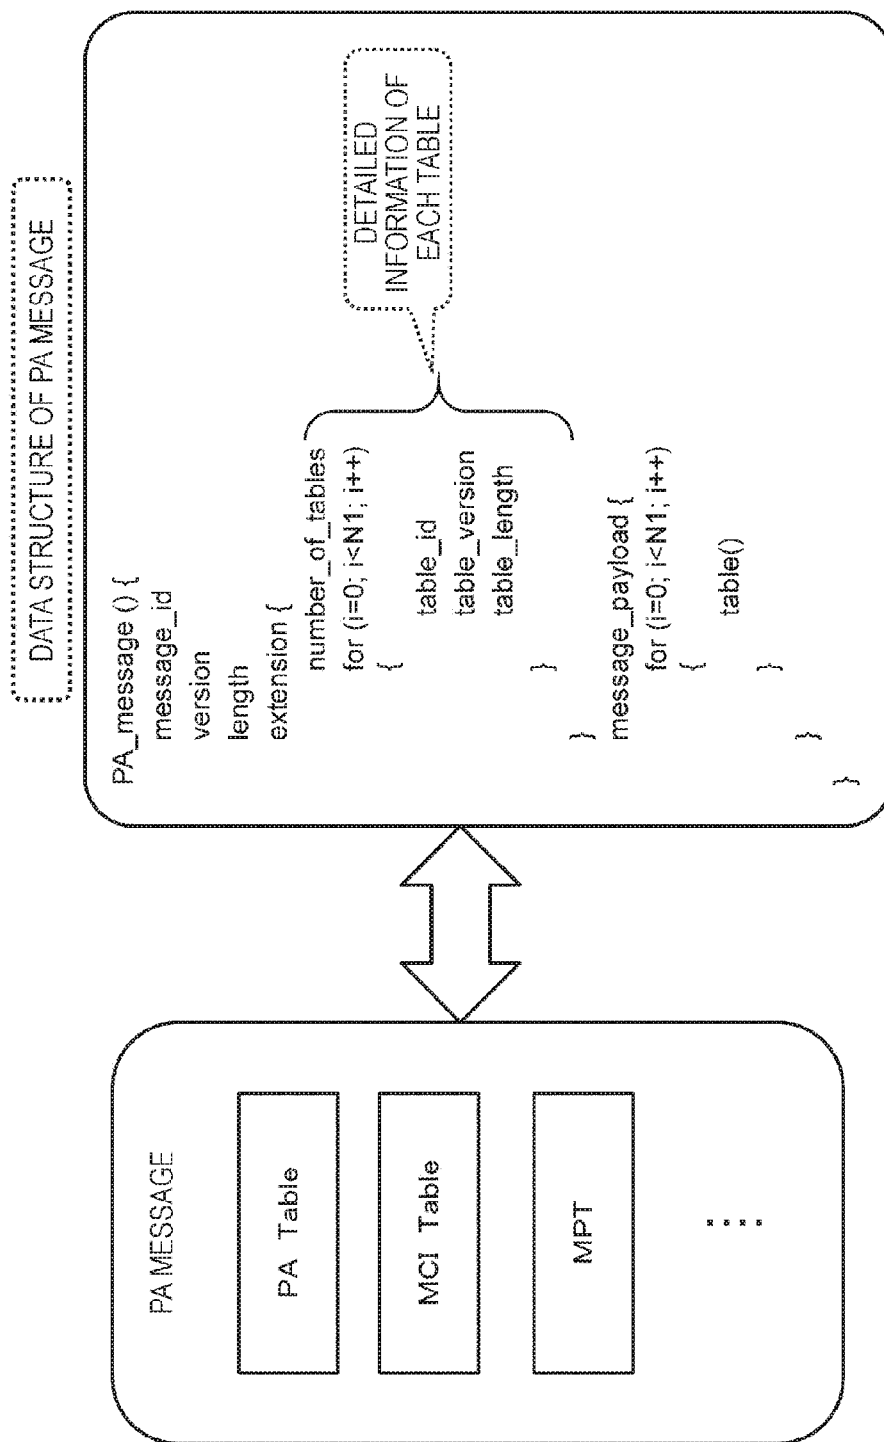 DATA STRUCTURE OF PA MESSAGE
PA MESSAGE
PA Table
MCI Table
MPT
....
PA_message () {
message_id
version
length
extension {
number_of_tables
for (i=0; i<N1; i++)
{
table_id
table_version
table_length
}
}
message_payload {
for (i=0; i<N1; i++)
{
table()
}
}
}
DETAILED
INFORMATION OF
EACH TABLE